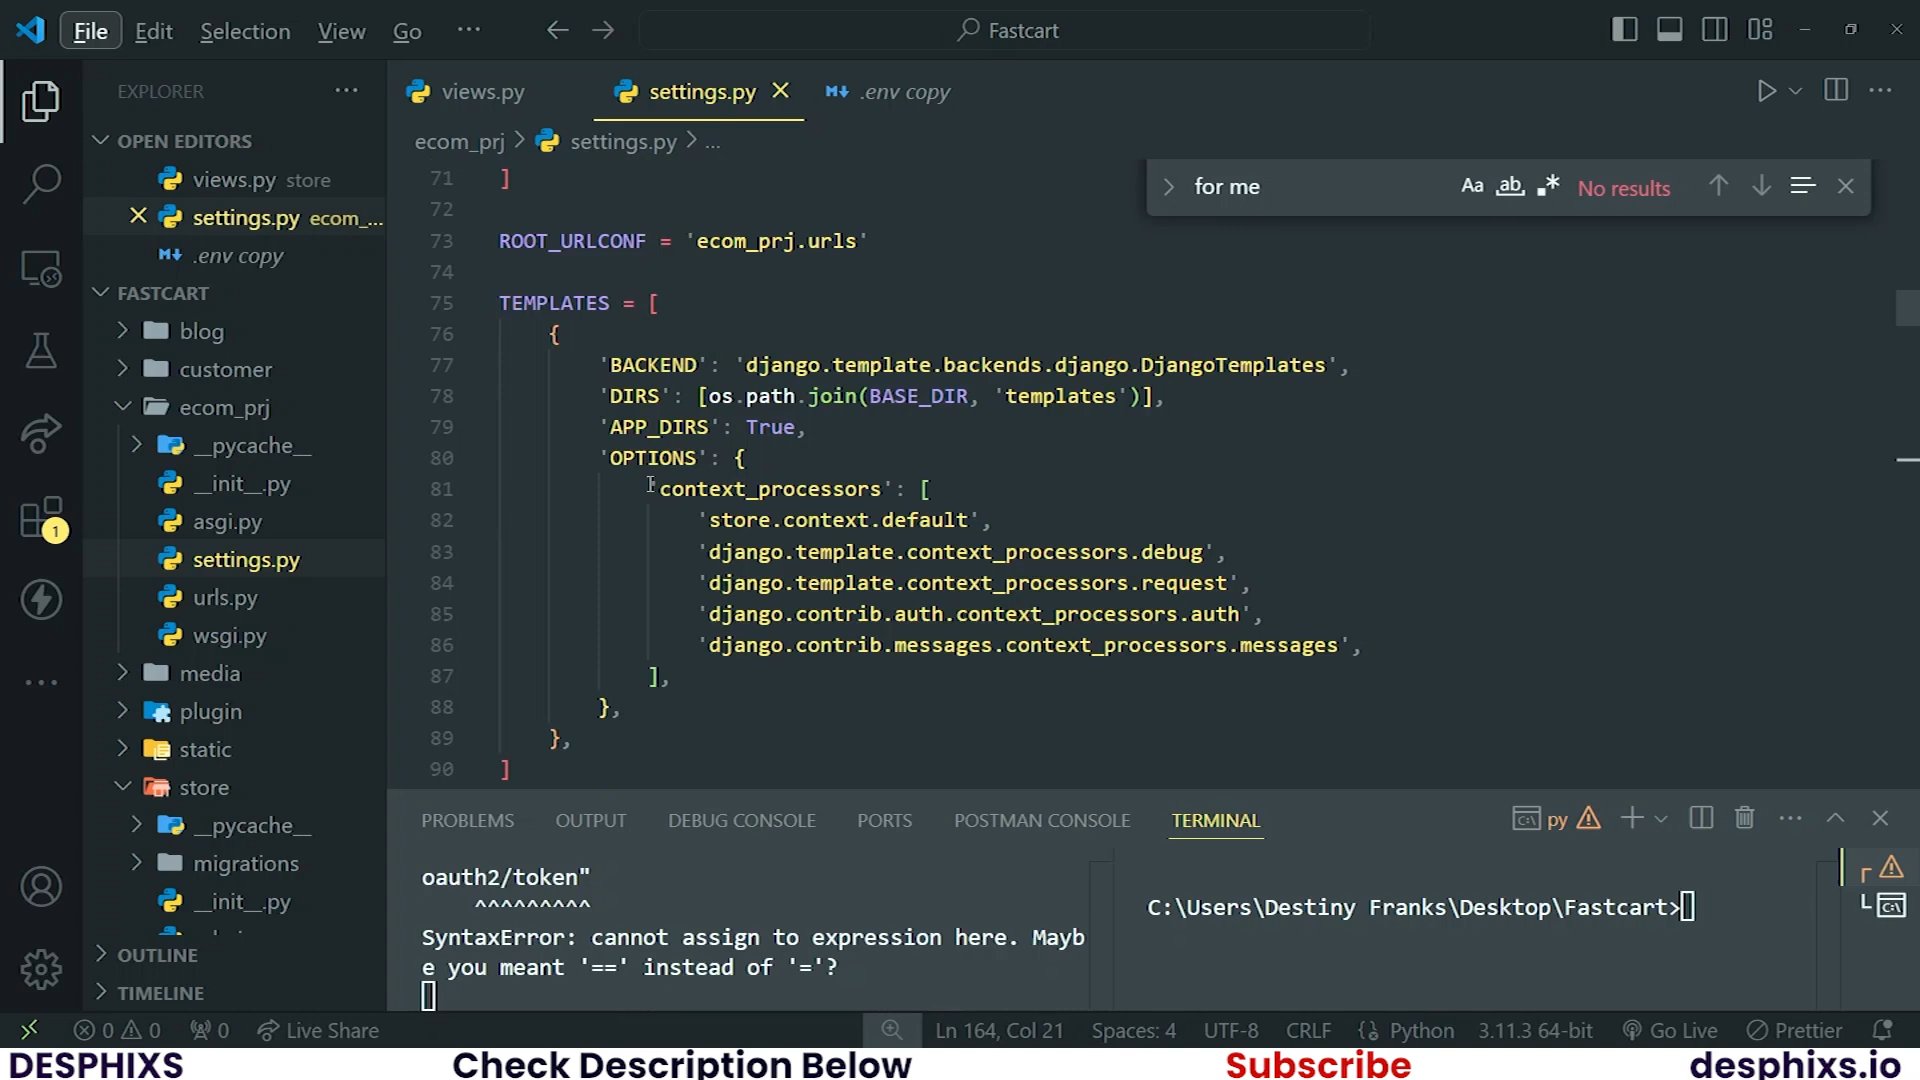 File Edit Selection View Go ··· Fastcart
EXPLORER ···
OPEN EDITORS
views.py store
settings.py ecom_...
.env copy
FASTCART
blog
customer
ecom_prj
__pycache__
__init__.py
asgi.py
settings.py
urls.py
wsgi.py
media
plugin
static
store
__pycache__
migrations
__init__.py
OUTLINE
TIMELINE
1
views.py settings.py .env copy
ecom_prj > settings.py > ...
for me Aa ab No results
71 ]
72
73 ROOT_URLCONF = 'ecom_prj.urls'
74
75 TEMPLATES = [
76 {
77 'BACKEND': 'django.template.backends.django.DjangoTemplates',
78 'DIRS': [os.path.join(BASE_DIR, 'templates')],
79 'APP_DIRS': True,
80 'OPTIONS': {
81 'context_processors': [
82 'store.context.default',
83 'django.template.context_processors.debug',
84 'django.template.context_processors.request',
85 'django.contrib.auth.context_processors.auth',
86 'django.contrib.messages.context_processors.messages',
87 ],
88 },
89 },
90 ]
PROBLEMS OUTPUT DEBUG CONSOLE PORTS POSTMAN CONSOLE TERMINAL py
oauth2/token"
^^^^^^^^^
SyntaxError: cannot assign to expression here. Mayb
e you meant '==' instead of '='?
C:\Users\Destiny Franks\Desktop\Fastcart>
0 0 0 Live Share Ln 164, Col 21 Spaces: 4 UTF-8 CRLF Python 3.11.3 64-bit Go Live Prettier
DESPHIXS Check Description Below Subscribe desphixs.io